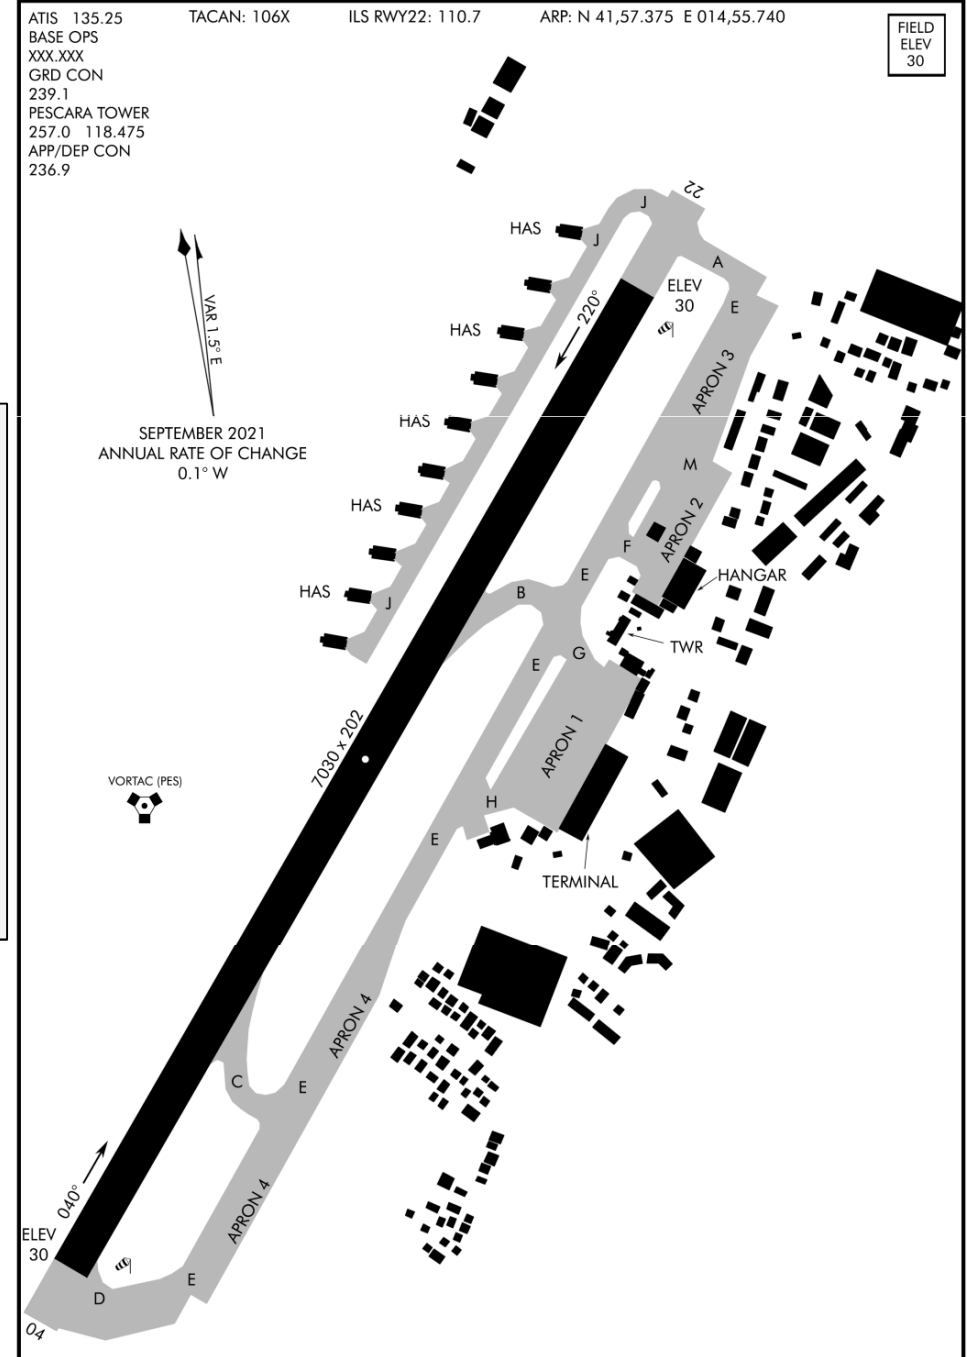 ATIS 135.25
TACAN: 106X
ILS RWY22: 110.7
ARP: N 41,57.375 E 014,55.740
FIELD
ELEV
30
BASE OPS
XXX.XXX
GRD CON
239.1
PESCARA TOWER
257.0 118.475
APP/DEP CON
236.9
22
J
HAS
J
A
ELEV
30
E
220°
VAR 1.5° E
HAS
APRON 3
HAS
SEPTEMBER 2021
ANNUAL RATE OF CHANGE
0.1° W
M
HAS
APRON 2
F
E
HANGAR
HAS
J
B
TWR
G
E
7030 x 202
APRON 1
VORTAC (PES)
H
E
TERMINAL
APRON 4
C
E
040°
APRON 4
ELEV
30
E
D
04